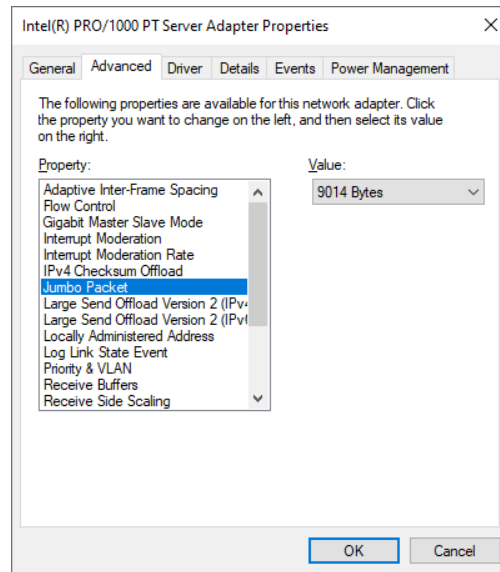 Intel(R) PRO/1000 PT Server Adapter Properties
General Advanced Driver Details Events Power Management
The following properties are available for this network adapter. Click
the property you want to change on the left, and then select its value
on the right.
Property: Value:
9014 Bytes
Adaptive Inter-Frame Spacing
Flow Control
Gigabit Master Slave Mode
Interrupt Moderation
Interrupt Moderation Rate
IPv4 Checksum Offload
Jumbo Packet
Large Send Offload Version 2 (IPv4
Large Send Offload Version 2 (IPv6
Locally Administered Address
Log Link State Event
Priority & VLAN
Receive Buffers
Receive Side Scaling
OK Cancel